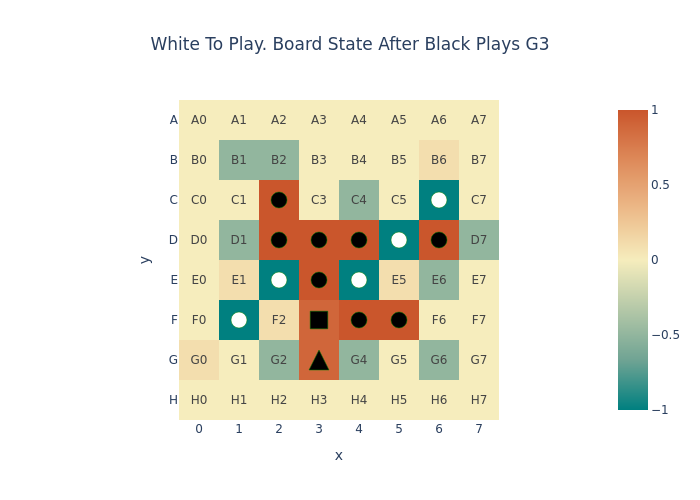 White To Play. Board State After Black Plays G3
A A0 A1 A2 A3 A4 A5 A6 A7
B B0 B1 B2 B3 B4 B5 B6 B7
C C0 C1 C3 C4 C5 C7
D D0 D1 D7
E E0 E1 E5 E6 E7
F F0 F2 F6 F7
G G0 G1 G2 G4 G5 G6 G7
H H0 H1 H2 H3 H4 H5 H6 H7
0 1 2 3 4 5 6 7
x
y
1
0.5
0
−0.5
−1